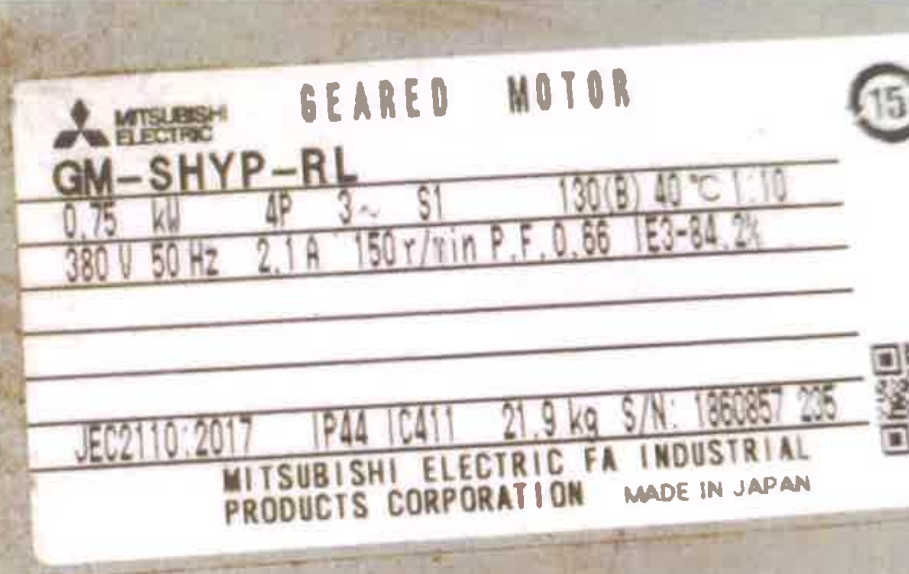 MITSUBISHI
ELECTRIC
GEARED MOTOR
15
GM-SHYP-RL
0.75 kW 4P 3~ S1 130(B) 40 °C 1:10
380 V 50 Hz 2.1 A 150 r/min P.F.0.66 IE3-84.2%
JEC2110:2017 IP44 IC411 21.9 kg S/N: 1860857 235
MITSUBISHI ELECTRIC FA INDUSTRIAL
PRODUCTS CORPORATION MADE IN JAPAN